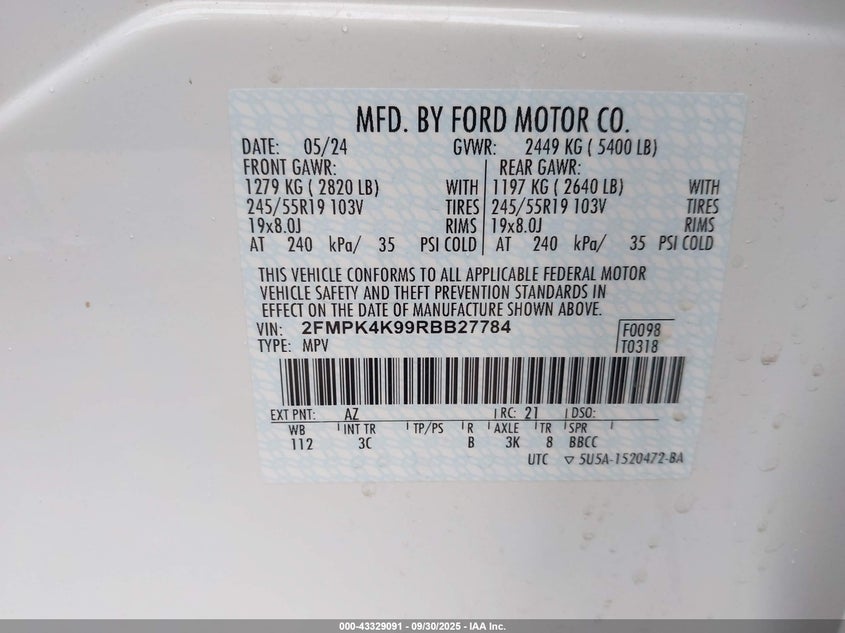 MFD. BY FORD MOTOR CO.
DATE: 05/24 GVWR: 2449 KG ( 5400 LB)
FRONT GAWR: REAR GAWR:
1279 KG ( 2820 LB) WITH 1197 KG ( 2640 LB) WITH
245/55R19 103V TIRES 245/55R19 103V TIRES
19x8.0J RIMS 19x8.0J RIMS
AT 240 kPa/ 35 PSI COLD AT 240 kPa/ 35 PSI COLD
THIS VEHICLE CONFORMS TO ALL APPLICABLE FEDERAL MOTOR
VEHICLE SAFETY AND THEFT PREVENTION STANDARDS IN
EFFECT ON THE DATE OF MANUFACTURE SHOWN ABOVE.
VIN: 2FMPK4K99RBB27784 F0098
TYPE: MPV T0318
EXT PNT: AZ RC: 21 DSO:
WB INT TR TP/PS R AXLE TR SPR
112 3C B 3K 8 BBCC
UTC ▽ 5U5A-1520472-BA
000-43329091 - 09/30/2025 - IAA Inc.